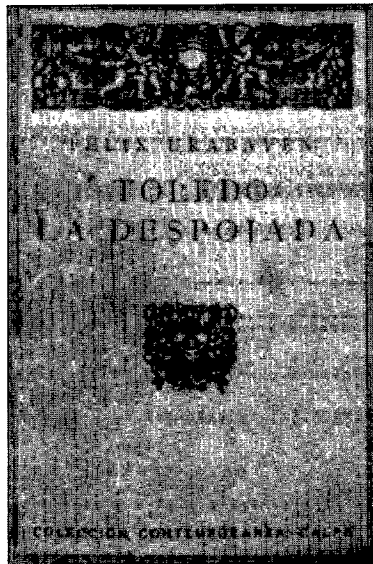 FELIX URABAYEN
TOLEDO
LA DESPOJADA
COLECCION CONTEMPORANEA CALPE